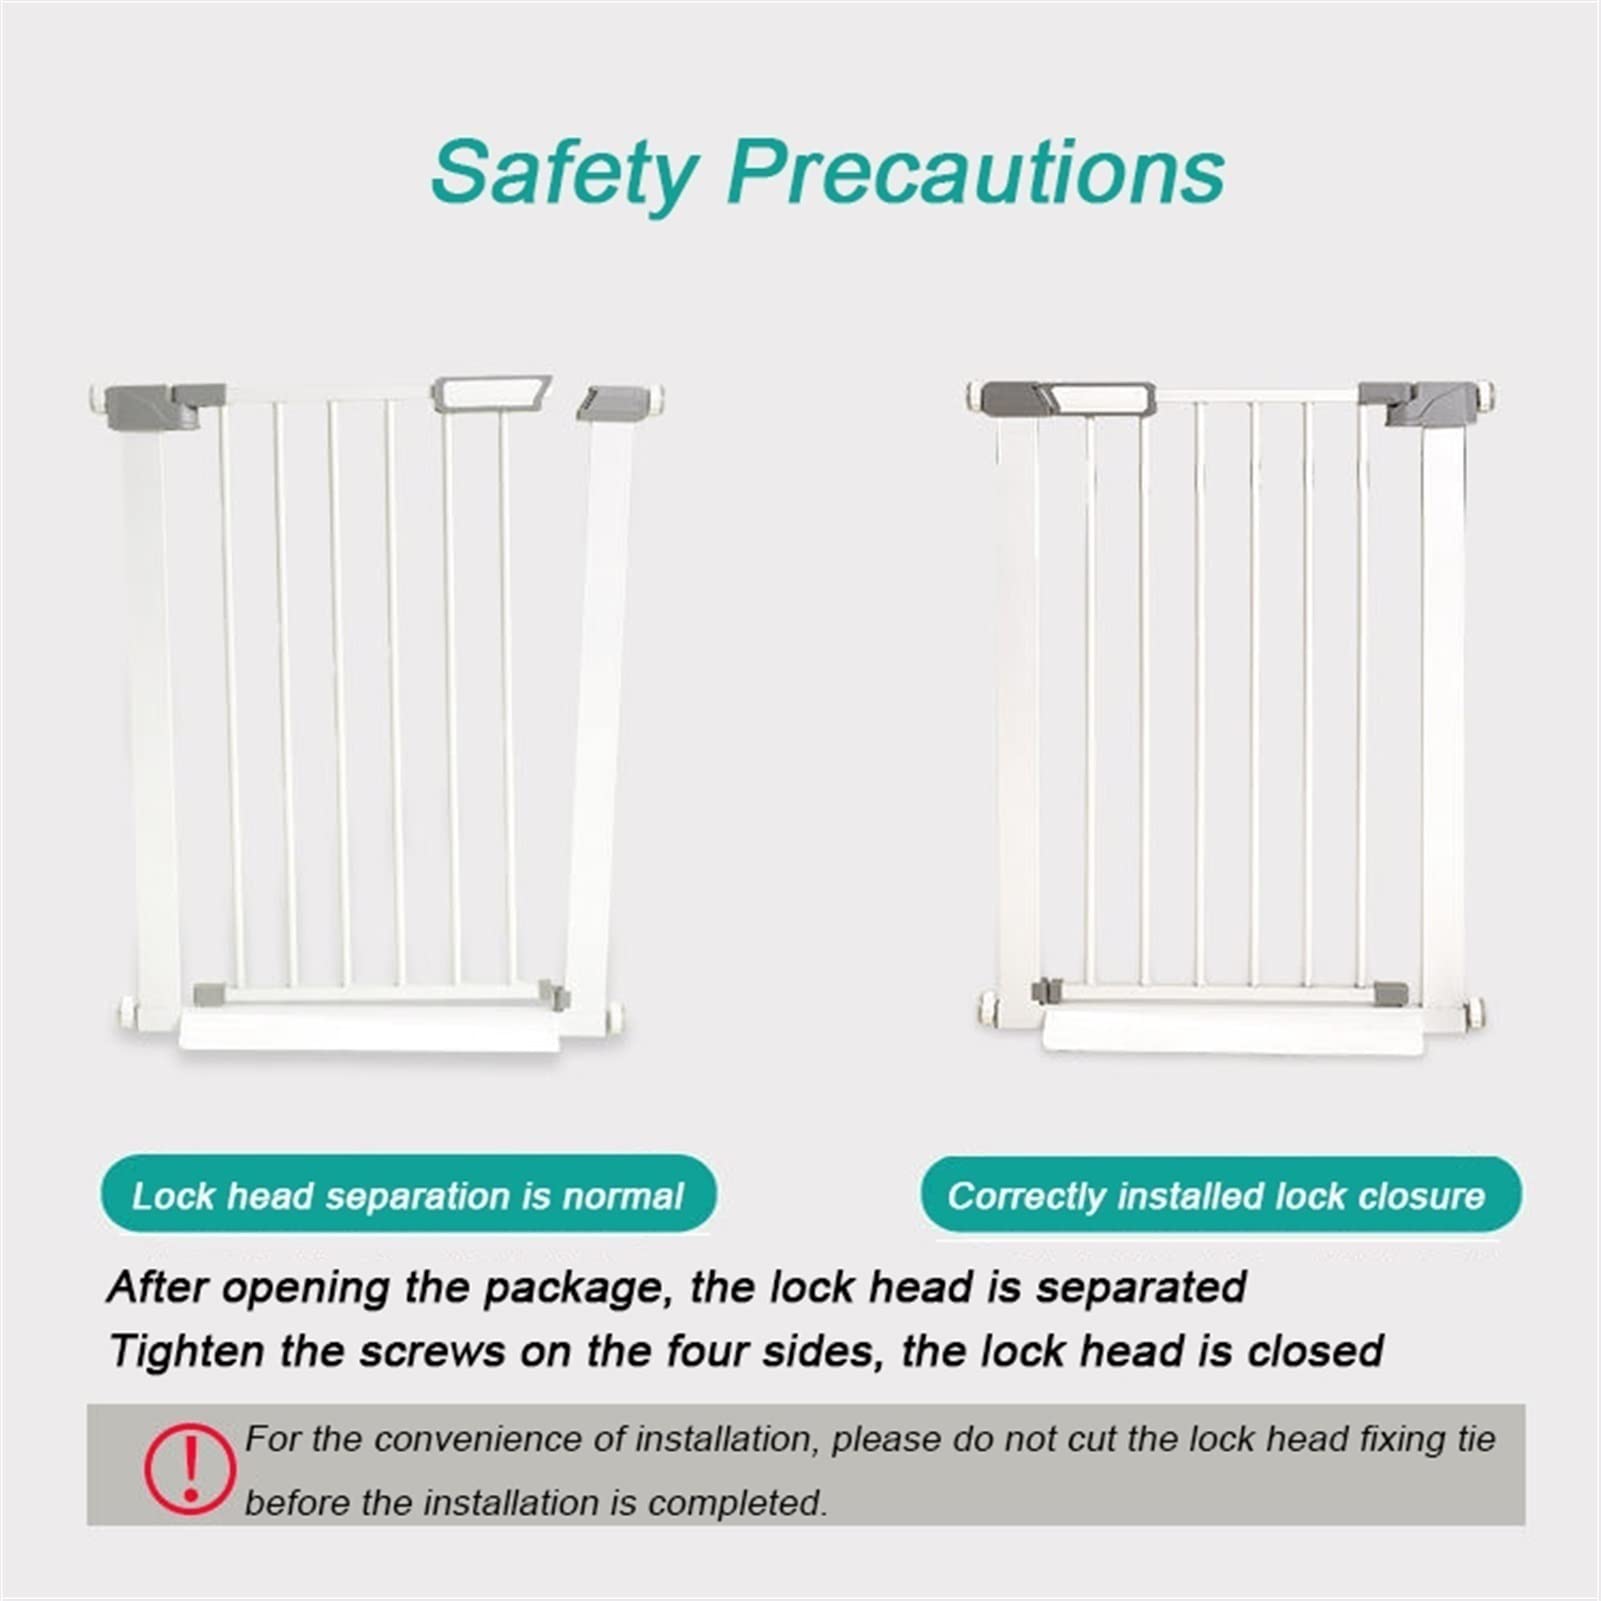 Safety Precautions
Lock head separation is normal
Correctly installed lock closure
After opening the package, the lock head is separated
Tighten the screws on the four sides, the lock head is closed
For the convenience of installation, please do not cut the lock head fixing tie
before the installation is completed.